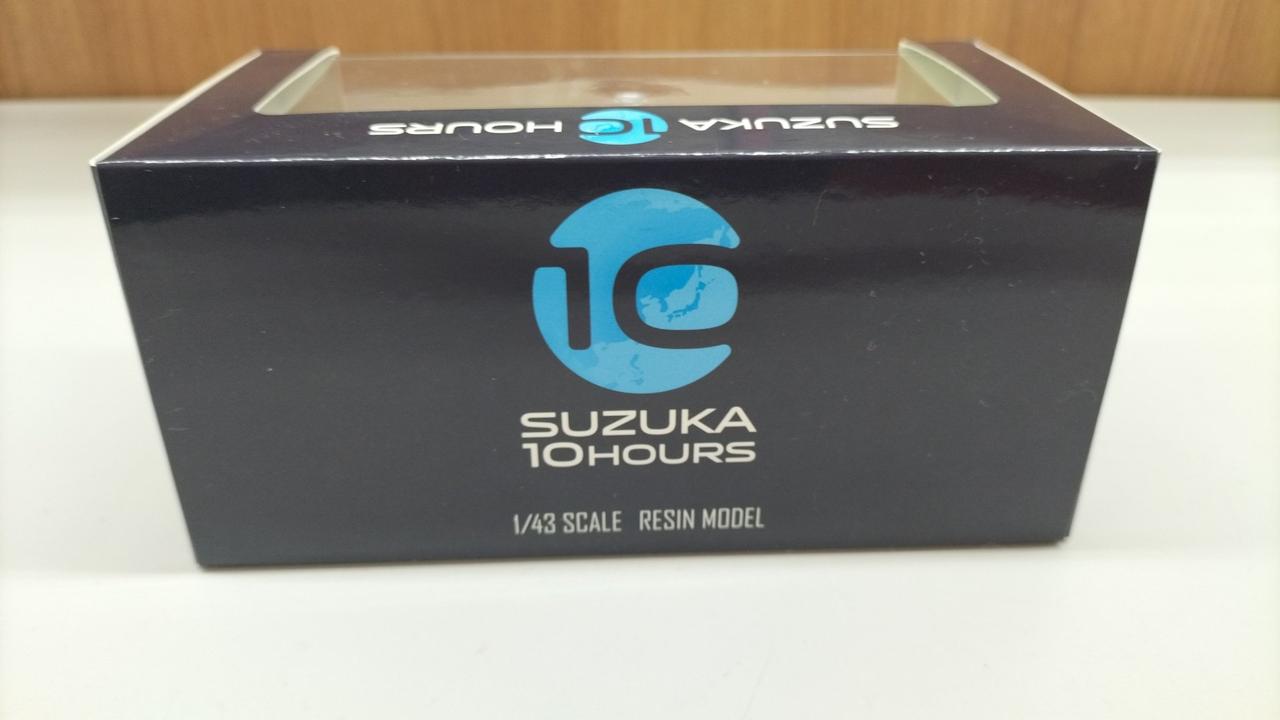 SUZUKA 10 HOURS
10
SUZUKA
10HOURS
1/43 SCALE RESIN MODEL